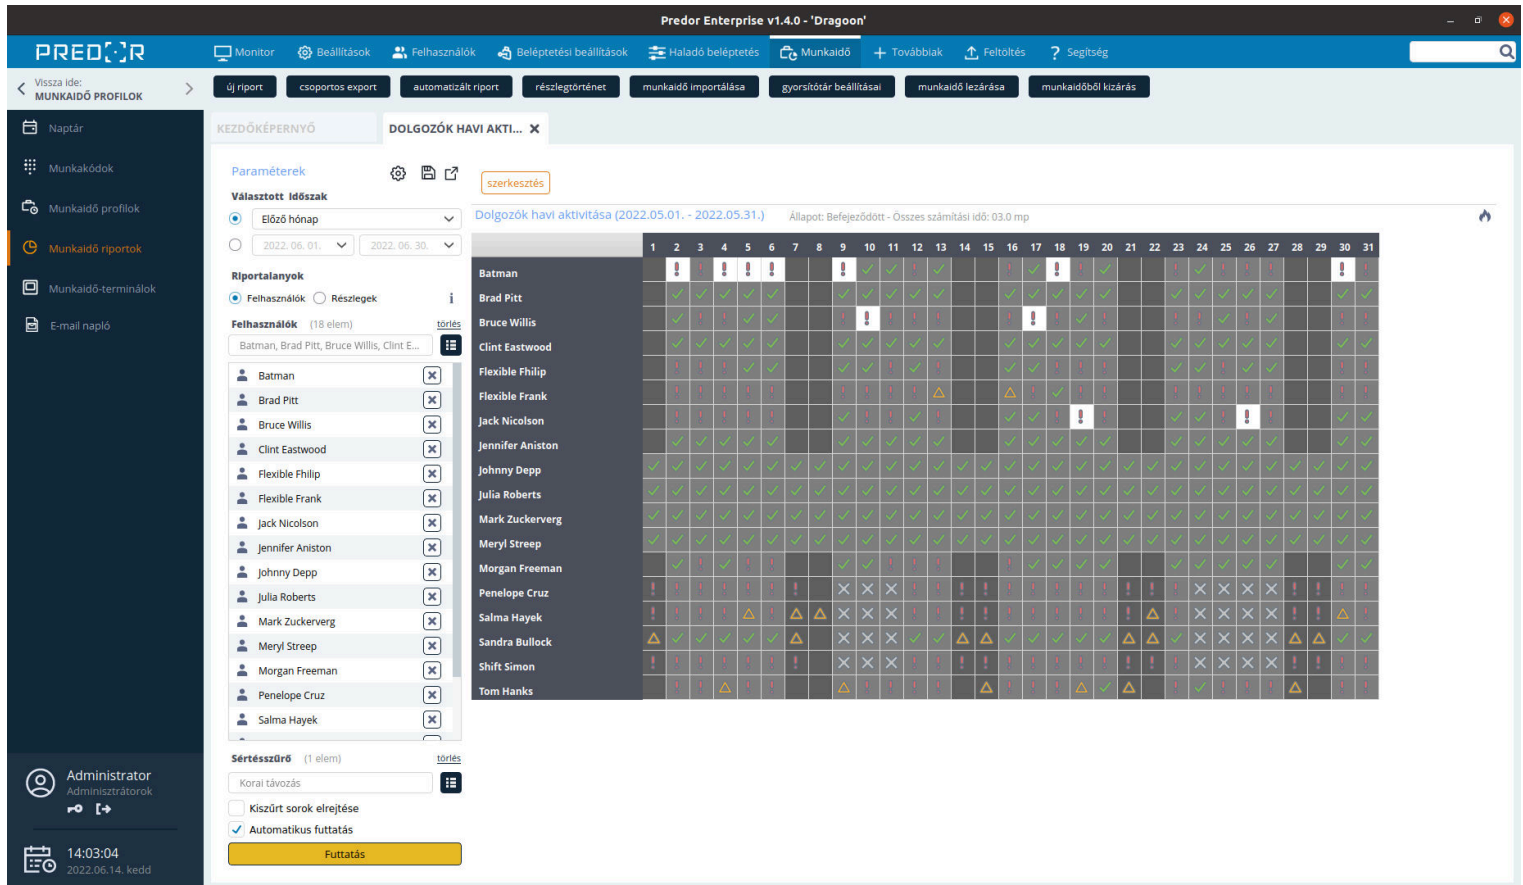 Predor Enterprise v1.4.0 - 'Dragoon'
PRED[·]R
Monitor Beállítások Felhasználók Beléptetési beállítások Haladó beléptetés Munkaidő Továbbiak Feltöltés Segítség
Vissza ide:
MUNKAIDŐ PROFILOK
új riport csoportos export automatizált riport részlegtörténet munkaidő importálása gyorsítótár beállításai munkaidő lezárása munkaidőből kizárás
Naptár
Munkakódok
Munkaidő profilok
Munkaidő riportok
Munkaidő-terminálok
E-mail napló
KEZDŐKÉPERNYŐ DOLGOZÓK HAVI AKTI...
Paraméterek
Választott időszak
Előző hónap
2022. 06. 01. 2022. 06. 30.
Riportalanyok
Felhasználók Részlegek
Felhasználók (18 elem) törlés
Batman, Brad Pitt, Bruce Willis, Clint E...
Batman
Brad Pitt
Bruce Willis
Clint Eastwood
Flexible Fhilip
Flexible Frank
Jack Nicolson
Jennifer Aniston
Johnny Depp
Julia Roberts
Mark Zuckerverg
Meryl Streep
Morgan Freeman
Penelope Cruz
Salma Hayek
Sértésszűrő (1 elem) törlés
Korai távozás
Kiszűrt sorok elrejtése
Automatikus futtatás
Futtatás
szerkesztés
Dolgozók havi aktivitása (2022.05.01. - 2022.05.31.) Állapot: Befejeződött - Összes számítási idő: 03.0 mp
1 2 3 4 5 6 7 8 9 10 11 12 13 14 15 16 17 18 19 20 21 22 23 24 25 26 27 28 29 30 31
Batman
Brad Pitt
Bruce Willis
Clint Eastwood
Flexible Fhilip
Flexible Frank
Jack Nicolson
Jennifer Aniston
Johnny Depp
Julia Roberts
Mark Zuckerverg
Meryl Streep
Morgan Freeman
Penelope Cruz
Salma Hayek
Sandra Bullock
Shift Simon
Tom Hanks
Administrator
Adminisztrátorok
14:03:04
2022.06.14. kedd